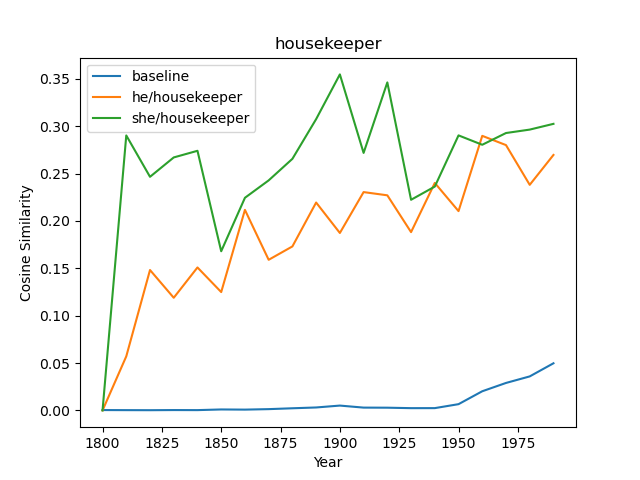 housekeeper
baseline
he/housekeeper
she/housekeeper
Cosine Similarity
0.35
0.30
0.25
0.20
0.15
0.10
0.05
0.00
1800 1825 1850 1875 1900 1925 1950 1975
Year